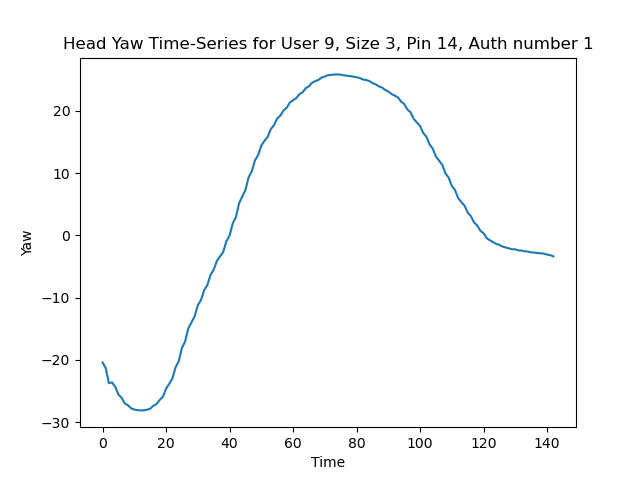 Head Yaw Time-Series for User 9, Size 3, Pin 14, Auth number 1
Yaw
20
10
0
−10
−20
−30
0 20 40 60 80 100 120 140
Time